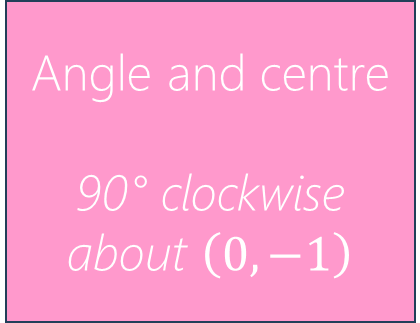 Angle and centre
90° clockwise
about (0,−1)